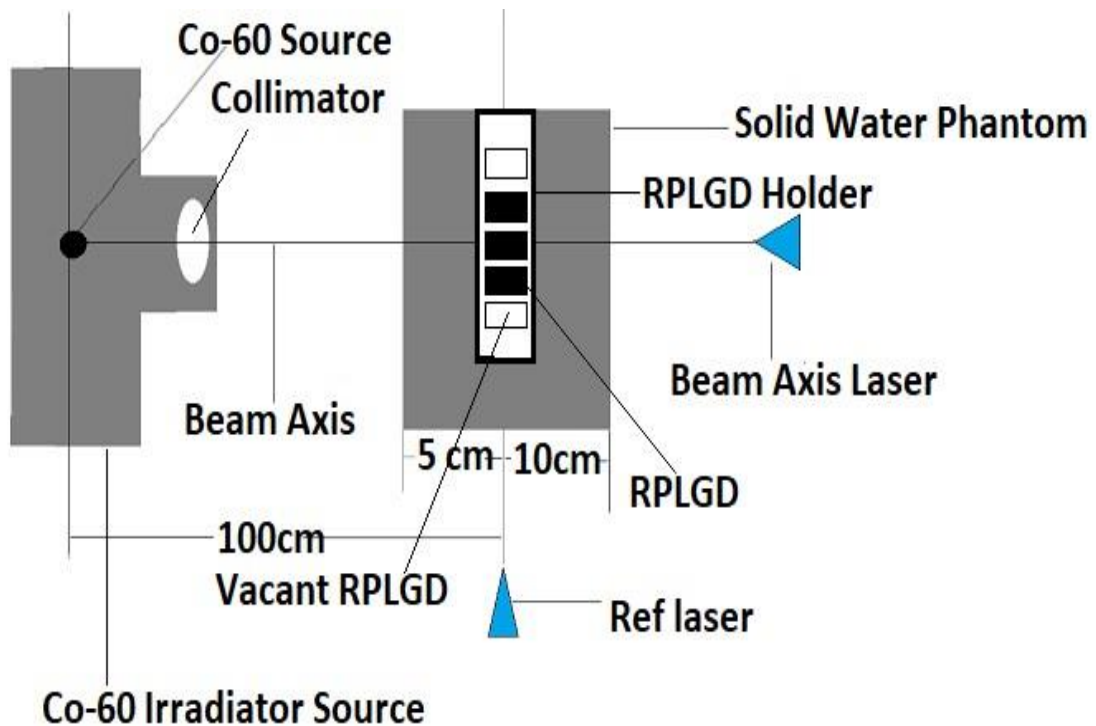 Co-60 Source
Collimator
Solid Water Phantom
RPLGD Holder
Beam Axis Laser
Beam Axis
5 cm
10cm
RPLGD
100cm
Vacant RPLGD
Ref laser
Co-60 Irradiator Source